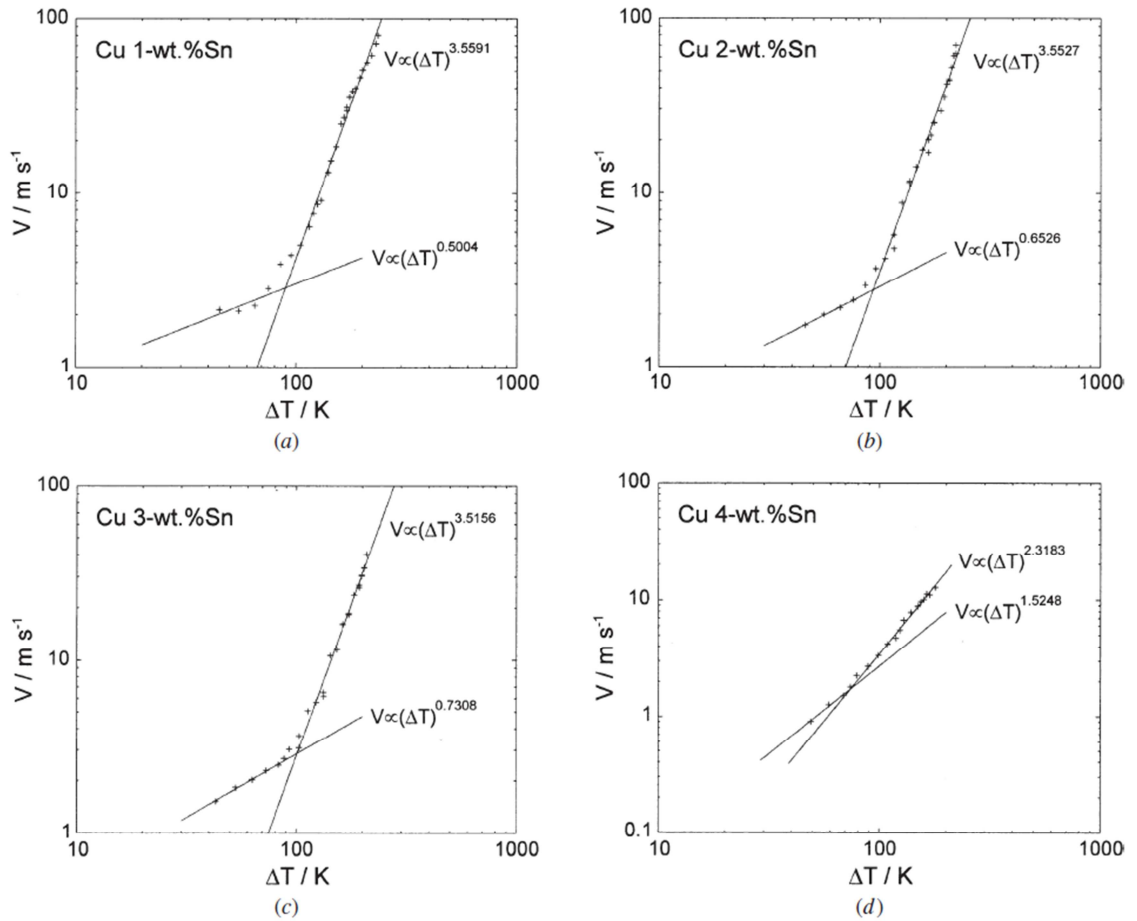 100
Cu 1-wt.%Sn
V∝(ΔT)^3.5591
10
V / m s⁻¹
V∝(ΔT)^0.5004
1
10 100 1000
ΔT / K
(a)
100
Cu 2-wt.%Sn
V∝(ΔT)^3.5527
10
V / m s⁻¹
V∝(ΔT)^0.6526
1
10 100 1000
ΔT / K
(b)
100
Cu 3-wt.%Sn
V∝(ΔT)^3.5156
10
V / m s⁻¹
V∝(ΔT)^0.7308
1
10 100 1000
ΔT / K
(c)
100
Cu 4-wt.%Sn
V∝(ΔT)^2.3183
10
V∝(ΔT)^1.5248
V / m s⁻¹
1
0.1
10 100 1000
ΔT / K
(d)